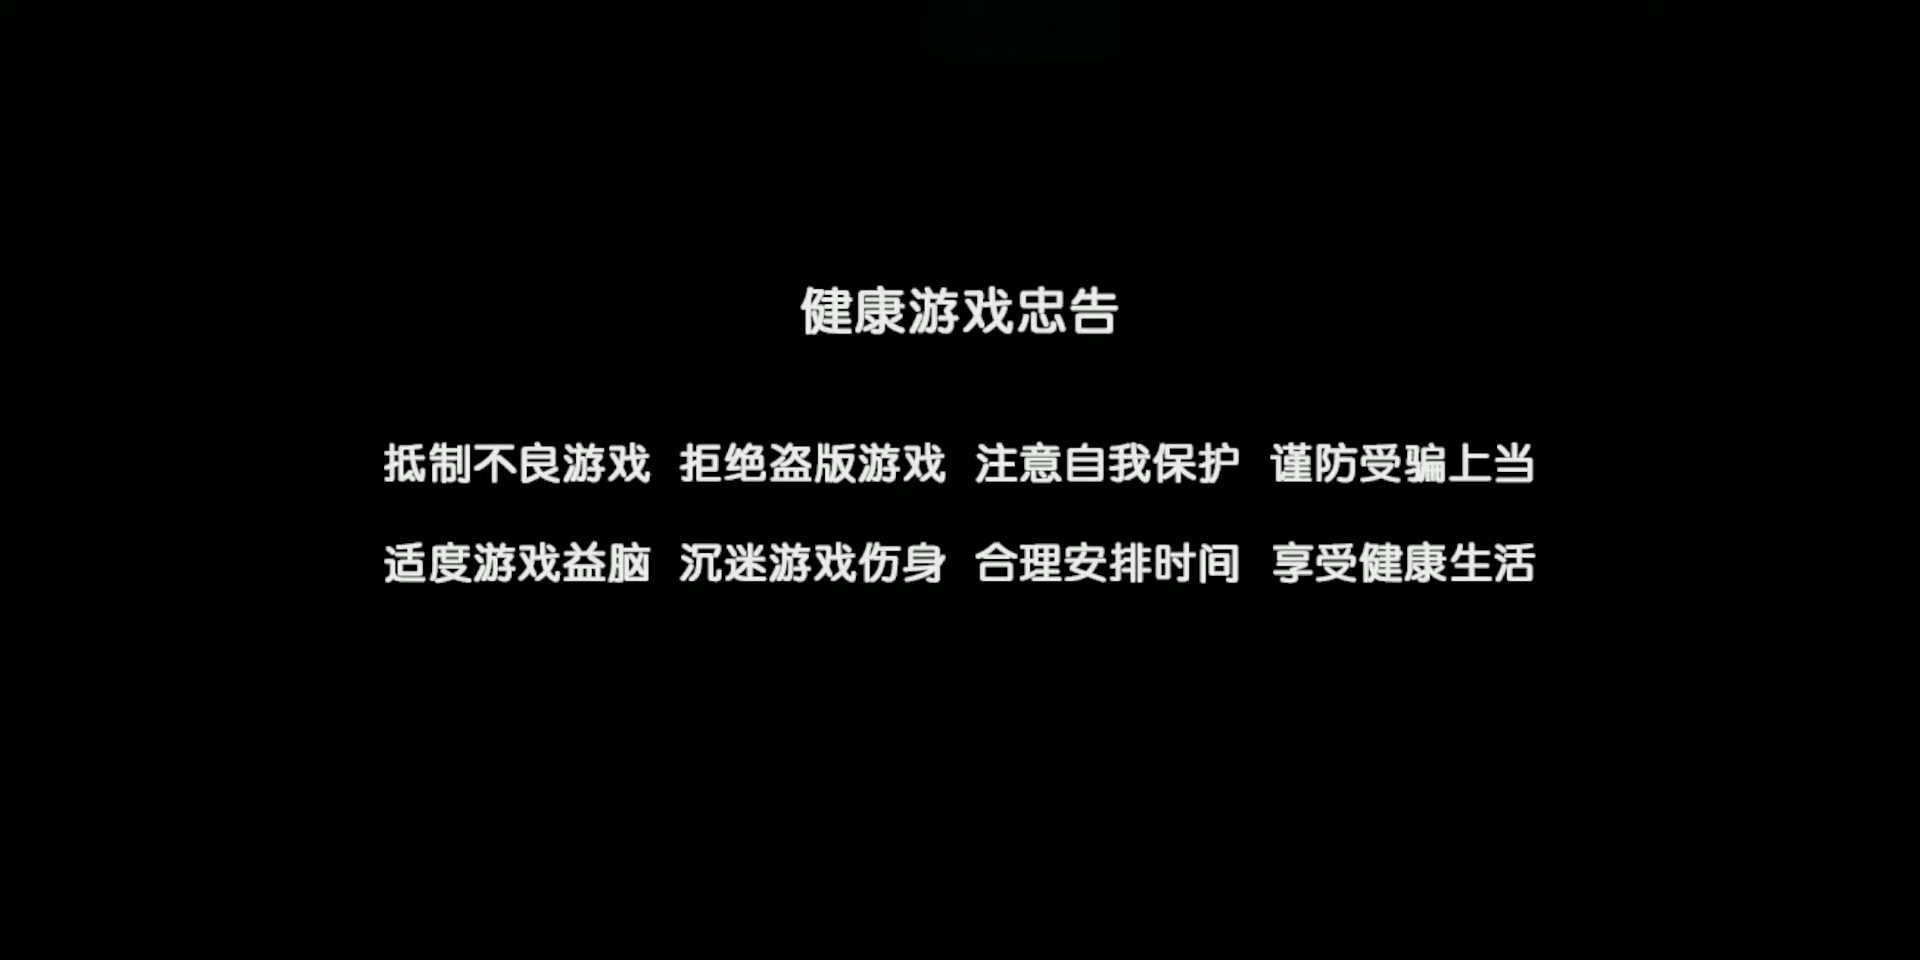 健康游戏忠告
抵制不良游戏 拒绝盗版游戏 注意自我保护 谨防受骗上当
适度游戏益脑 沉迷游戏伤身 合理安排时间 享受健康生活